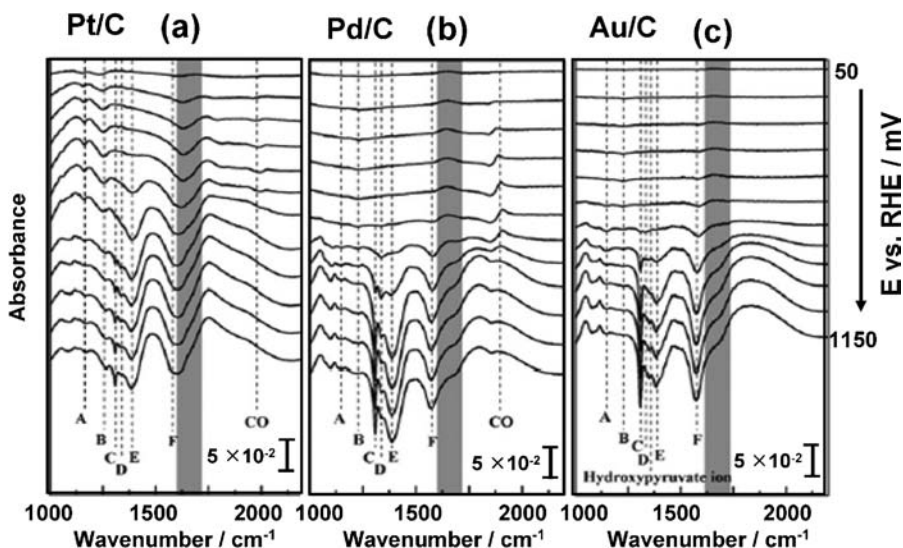 Pt/C (a)
Pd/C (b)
Au/C (c)
Absorbance
50
E vs. RHE / mV
1150
A
B
C
D
E
F
CO
5 ×10-2
A
B
C
D
E
F
CO
5 ×10-2
A
B
C
D
E
F
5 ×10-2
Hydroxypyruvate ion
1000 1500 2000
1000 1500 2000
1000 1500 2000
Wavenumber / cm-1
Wavenumber / cm-1
Wavenumber / cm-1